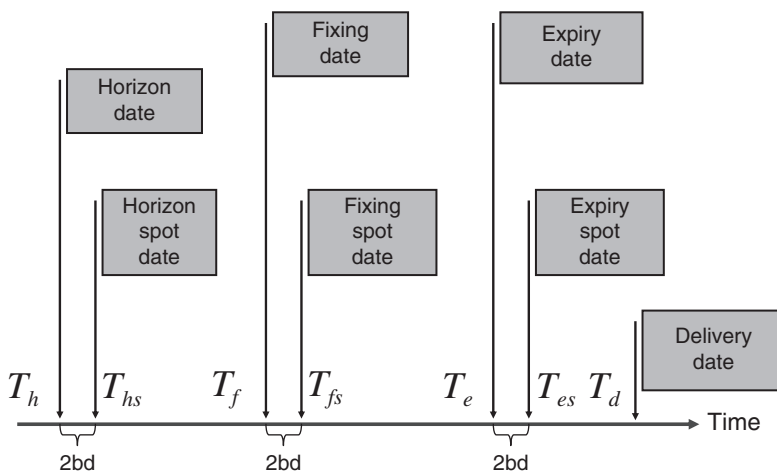 Fixing
date
Expiry
date
Horizon
date
Horizon
spot
date
Fixing
spot
date
Expiry
spot
date
Delivery
date
T_h T_hs T_f T_fs T_e T_es T_d
Time
2bd 2bd 2bd